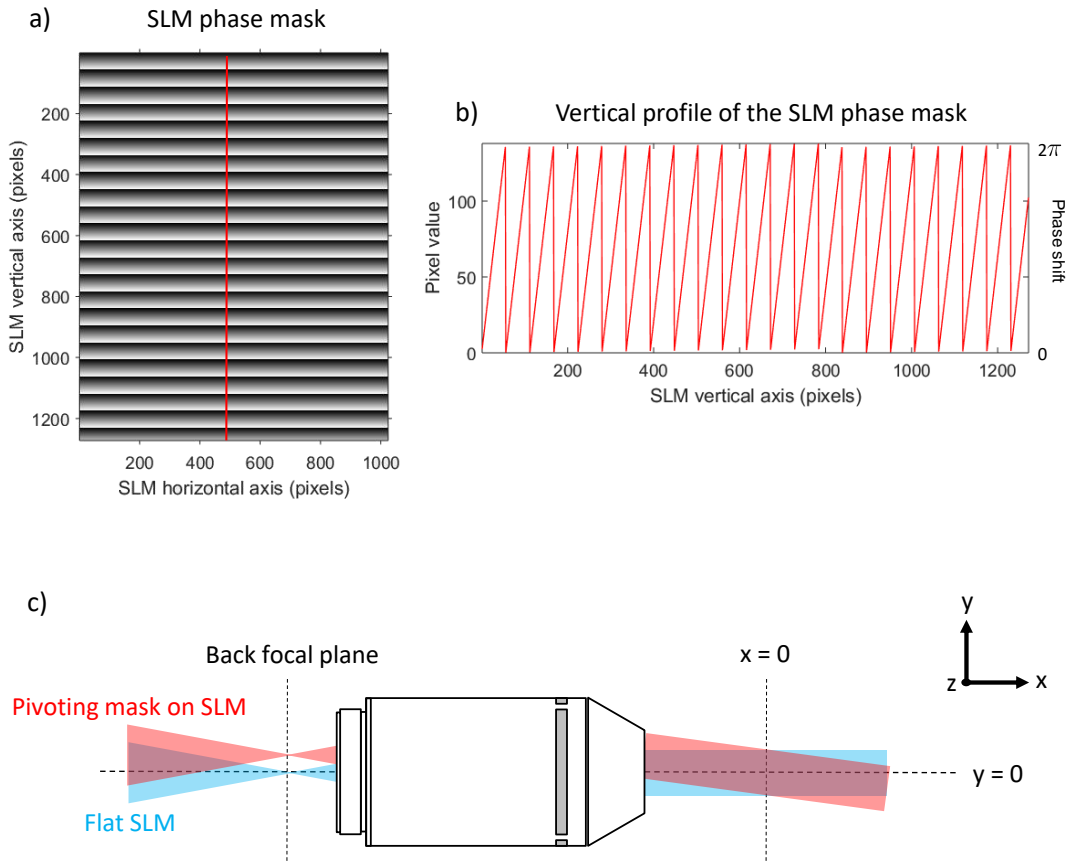 a)
SLM phase mask
200
400
600
800
1000
1200
SLM vertical axis (pixels)
200
400
600
800
1000
SLM horizontal axis (pixels)
b)
Vertical profile of the SLM phase mask
100
50
0
Pixel value
2π
0
Phase shift
200
400
600
800
1000
1200
SLM vertical axis (pixels)
c)
Back focal plane
x = 0
y
z
x
Pivoting mask on SLM
y = 0
Flat SLM